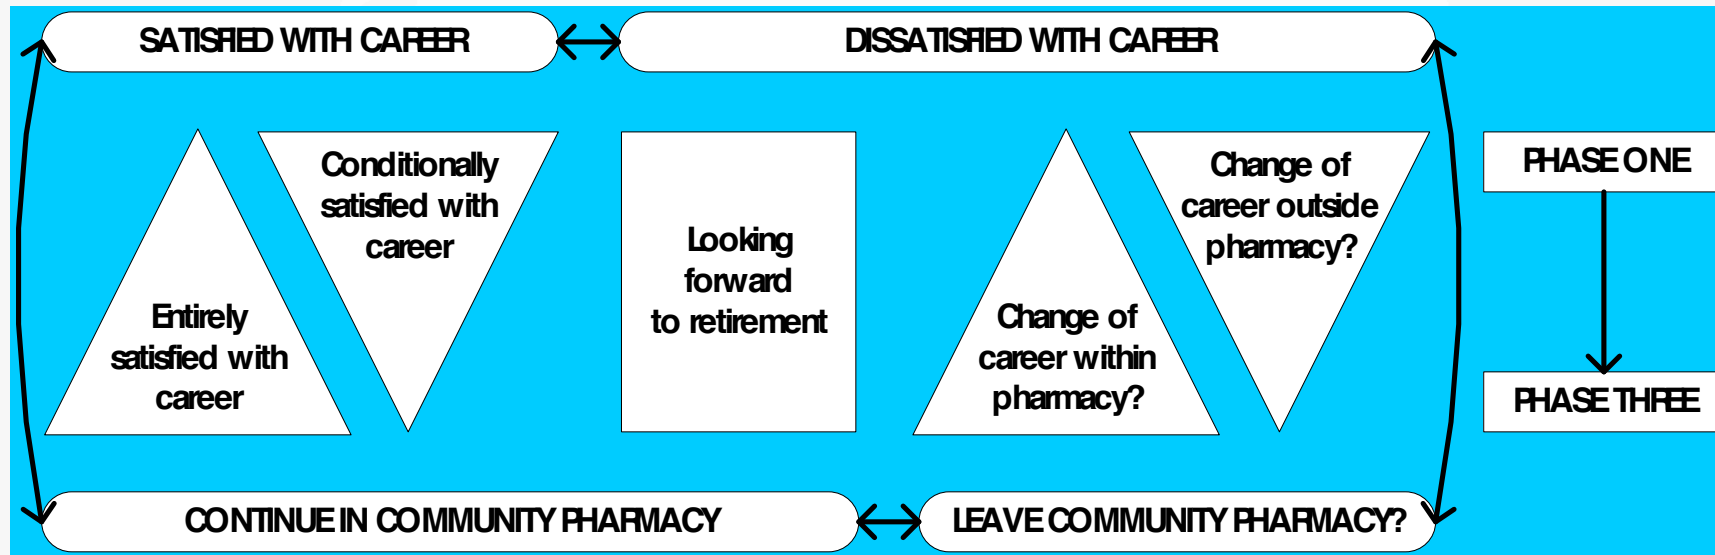 SATISFIED WITH CAREER
DISSATISFIED WITH CAREER
Conditionally
satisfied with
career
Entirely
satisfied with
career
Looking
forward
to retirement
Change of
career within
pharmacy?
Change of
career outside
pharmacy?
PHASE ONE
PHASE THREE
CONTINUE IN COMMUNITY PHARMACY
LEAVE COMMUNITY PHARMACY?